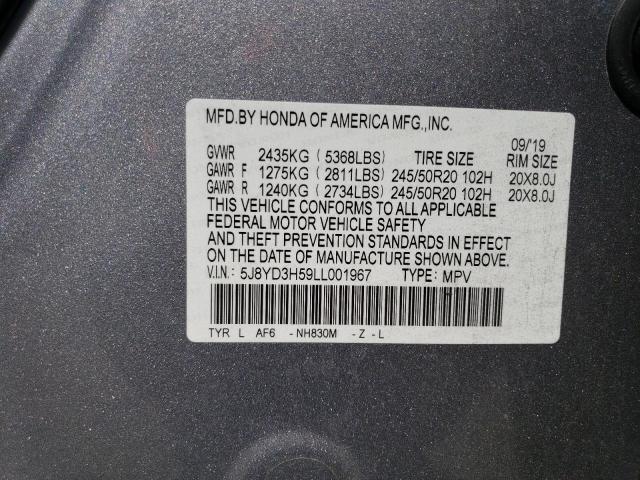 MFD.BY HONDA OF AMERICA MFG.,INC.
09/'19
GVWR 2435KG (5368LBS) TIRE SIZE RIM SIZE
GAWR F 1275KG (2811LBS) 245/50R20 102H 20X8.0J
GAWR R 1240KG (2734LBS) 245/50R20 102H 20X8.0J
THIS VEHICLE CONFORMS TO ALL APPLICABLE
FEDERAL MOTOR VEHICLE SAFETY
AND THEFT PREVENTION STANDARDS IN EFFECT
ON THE DATE OF MANUFACTURE SHOWN ABOVE.
V.I.N.: 5J8YD3H59LL001967 TYPE: MPV
TYR L AF6 -NH830M -Z -L